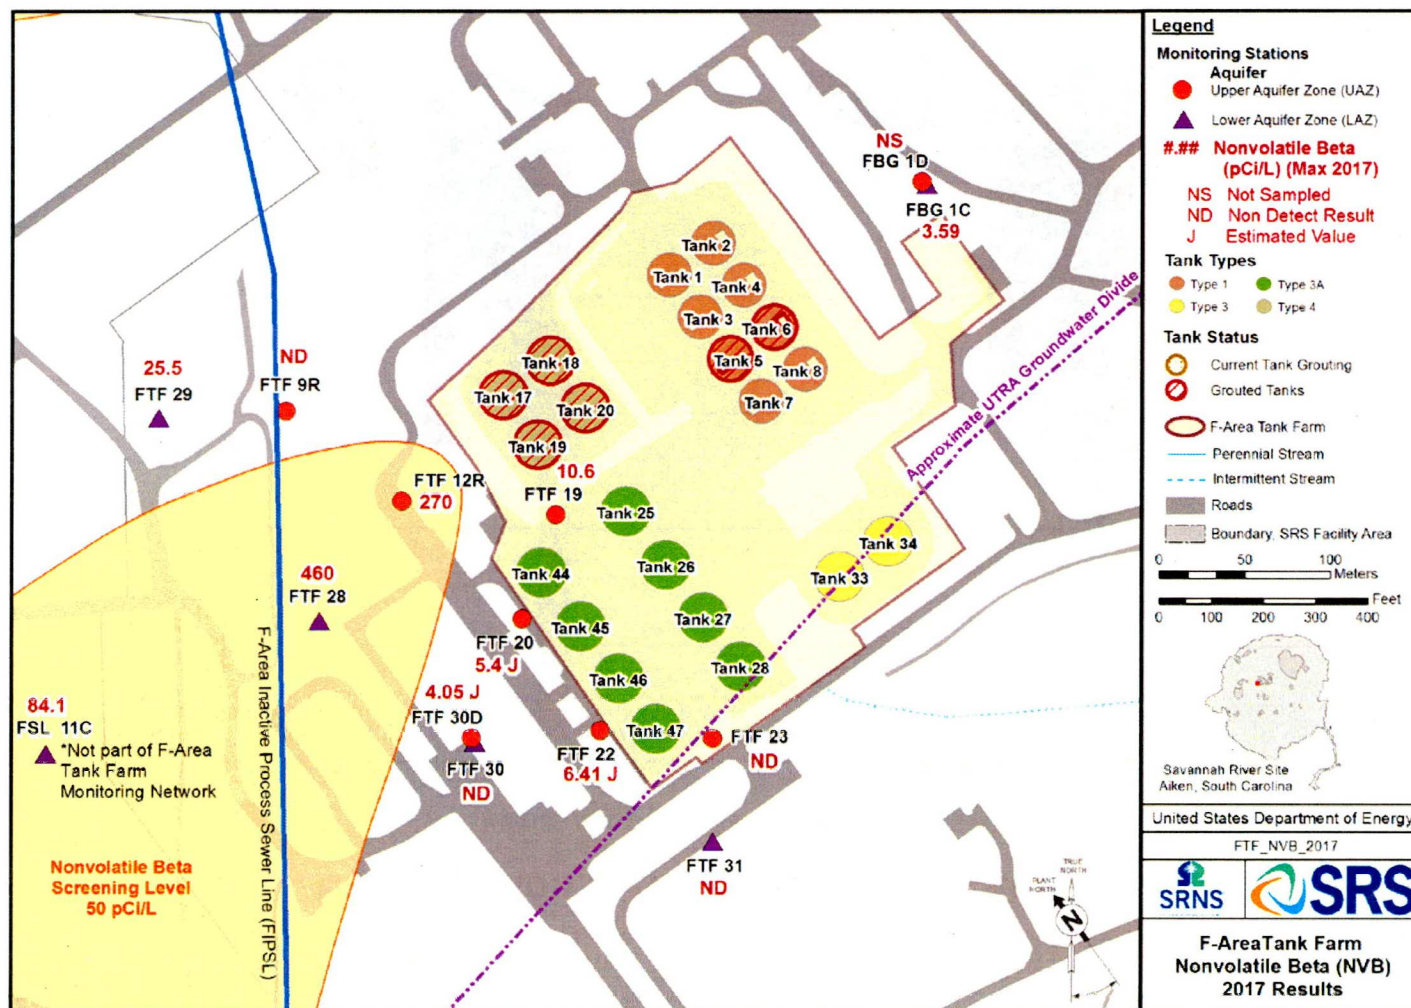 NS
FBG 1D
FBG 1C
3.59
Tank 2
Tank 1
Tank 4
Tank 3
Tank 6
Tank 5
Tank 8
Tank 7
Tank 18
Tank 17
Tank 20
Tank 19
25.5
FTF 29
ND
FTF 9R
Approximate UTRA Groundwater Divide
10.6
FTF 19
FTF 12R
270
Tank 25
Tank 34
Tank 33
Tank 44
Tank 26
460
FTF 28
Tank 45
Tank 27
FTF 20
5.4 J
Tank 46
Tank 28
4.05 J
FTF 30D
FTF 30
ND
Tank 47
FTF 22
6.41 J
FTF 23
ND
84.1
FSL 11C
*Not part of F-Area
Tank Farm
Monitoring Network
F-Area Inactive Process Sewer Line (FIPSL)
Nonvolatile Beta
Screening Level
50 pCi/L
FTF 31
ND
TRUE
NORTH
PLANT
NORTH
N
Legend
Monitoring Stations
Aquifer
Upper Aquifer Zone (UAZ)
Lower Aquifer Zone (LAZ)
#.## Nonvolatile Beta
(pCi/L) (Max 2017)
NS Not Sampled
ND Non Detect Result
J Estimated Value
Tank Types
Type 1 Type 3A
Type 3 Type 4
Tank Status
Current Tank Grouting
Grouted Tanks
F-Area Tank Farm
Perennial Stream
Intermittent Stream
Roads
Boundary, SRS Facility Area
0 50 100
Meters
Feet
0 100 200 300 400
Savannah River Site
Aiken, South Carolina
United States Department of Energy
FTF_NVB_2017
SRNS
SRS
F-AreaTank Farm
Nonvolatile Beta (NVB)
2017 Results